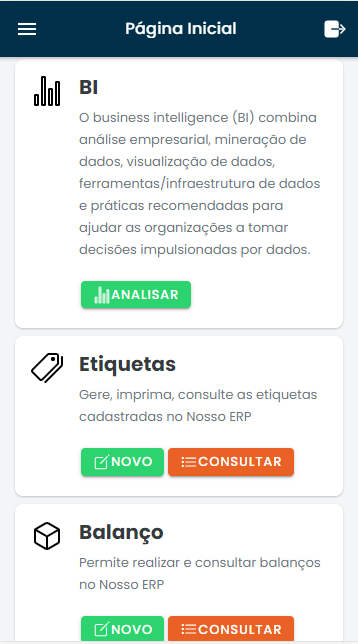 Página Inicial
BI
O business intelligence (BI) combina
análise empresarial, mineração de
dados, visualização de dados,
ferramentas/infraestrutura de dados
e práticas recomendadas para
ajudar as organizações a tomar
decisões impulsionadas por dados.
ANALISAR
Etiquetas
Gere, imprima, consulte as etiquetas
cadastradas no Nosso ERP
NOVO CONSULTAR
Balanço
Permite realizar e consultar balanços
no Nosso ERP
NOVO CONSULTAR